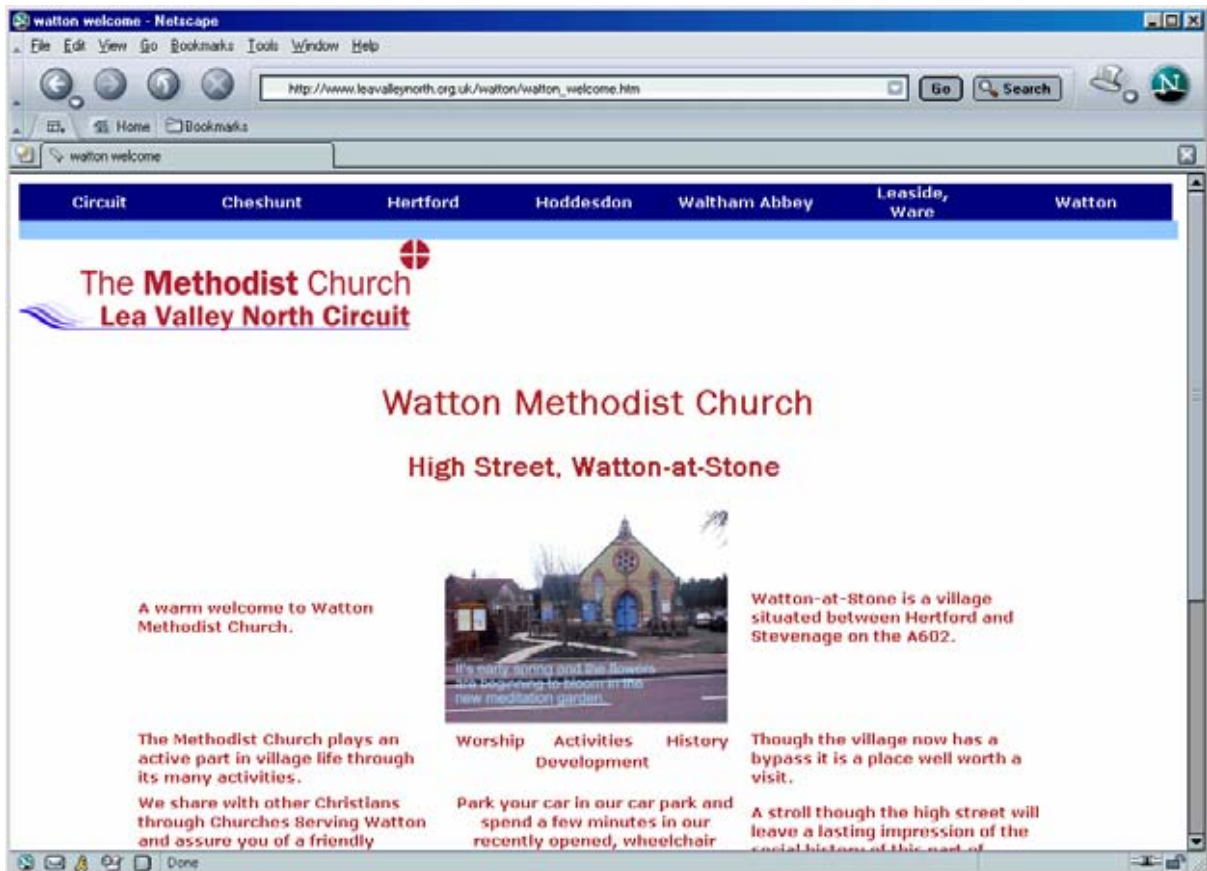 watton welcome - Netscape
File Edit View Go Bookmarks Tools Window Help
http://www.leavalleynorth.org.uk/watton/watton_welcome.htm Go Search N
Home Bookmarks
watton welcome
Circuit Cheshunt Hertford Hoddesdon Waltham Abbey Leaside, Ware Watton
The Methodist Church
Lea Valley North Circuit
Watton Methodist Church
High Street, Watton-at-Stone
A warm welcome to Watton
Methodist Church.
It's early spring and the flowers
are beginning to bloom in the
new meditation garden.
Watton-at-Stone is a village
situated between Hertford and
Stevenage on the A602.
The Methodist Church plays an
active part in village life through
its many activities.
Worship Activities History
Development
Though the village now has a
bypass it is a place well worth a
visit.
We share with other Christians
through Churches Serving Watton
and assure you of a friendly
Park your car in our car park and
spend a few minutes in our
recently opened, wheelchair
A stroll though the high street will
leave a lasting impression of the
social history of this part of
Done